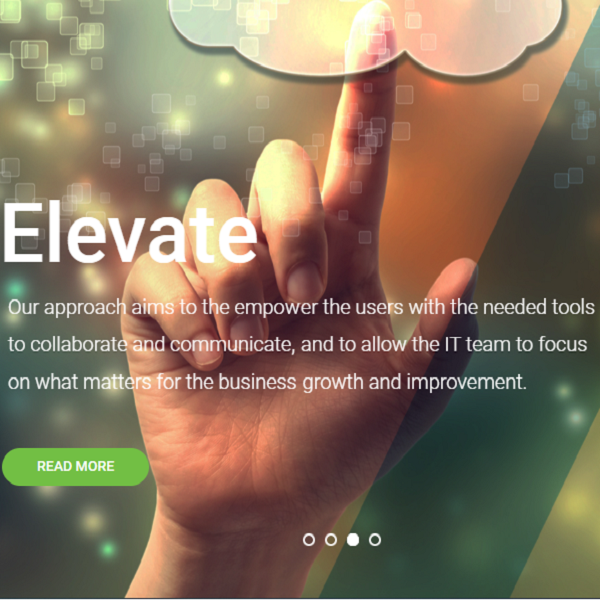 Elevate
Our approach aims to the empower the users with the needed tools
to collaborate and communicate, and to allow the IT team to focus
on what matters for the business growth and improvement.
READ MORE